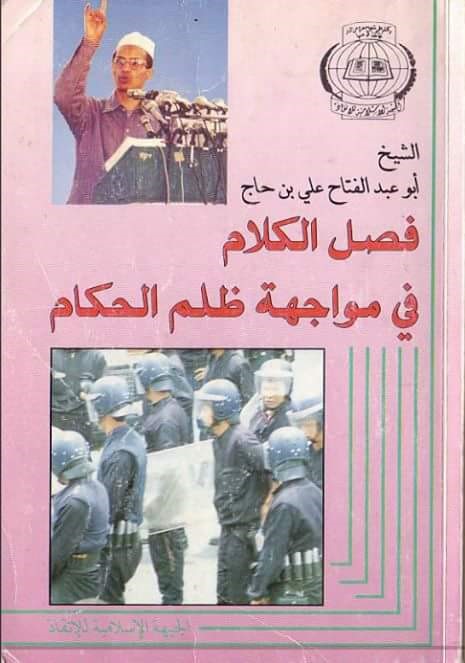 الشيخ
أبو عبد الفتاح علي بن حاج
فصل الكلام
في مواجهة ظلم الحكام
الجبهة الإسلامية للإنقاذ